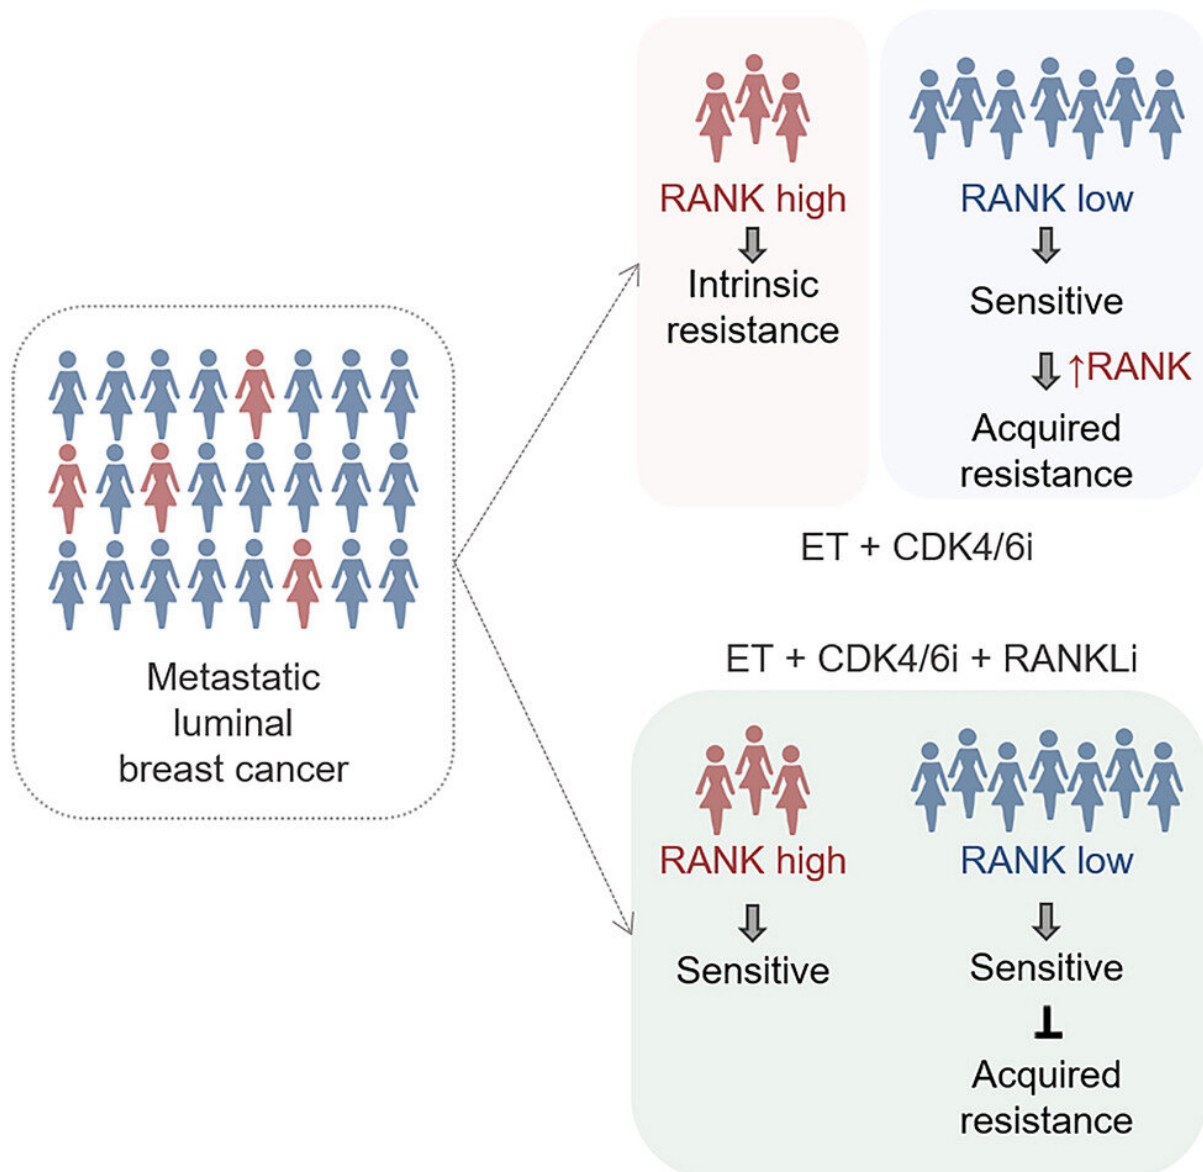 RANK high
Intrinsic
resistance
RANK low
Sensitive
↑RANK
Acquired
resistance
ET + CDK4/6i
Metastatic
luminal
breast cancer
ET + CDK4/6i + RANKLi
RANK high
Sensitive
RANK low
Sensitive
Acquired
resistance